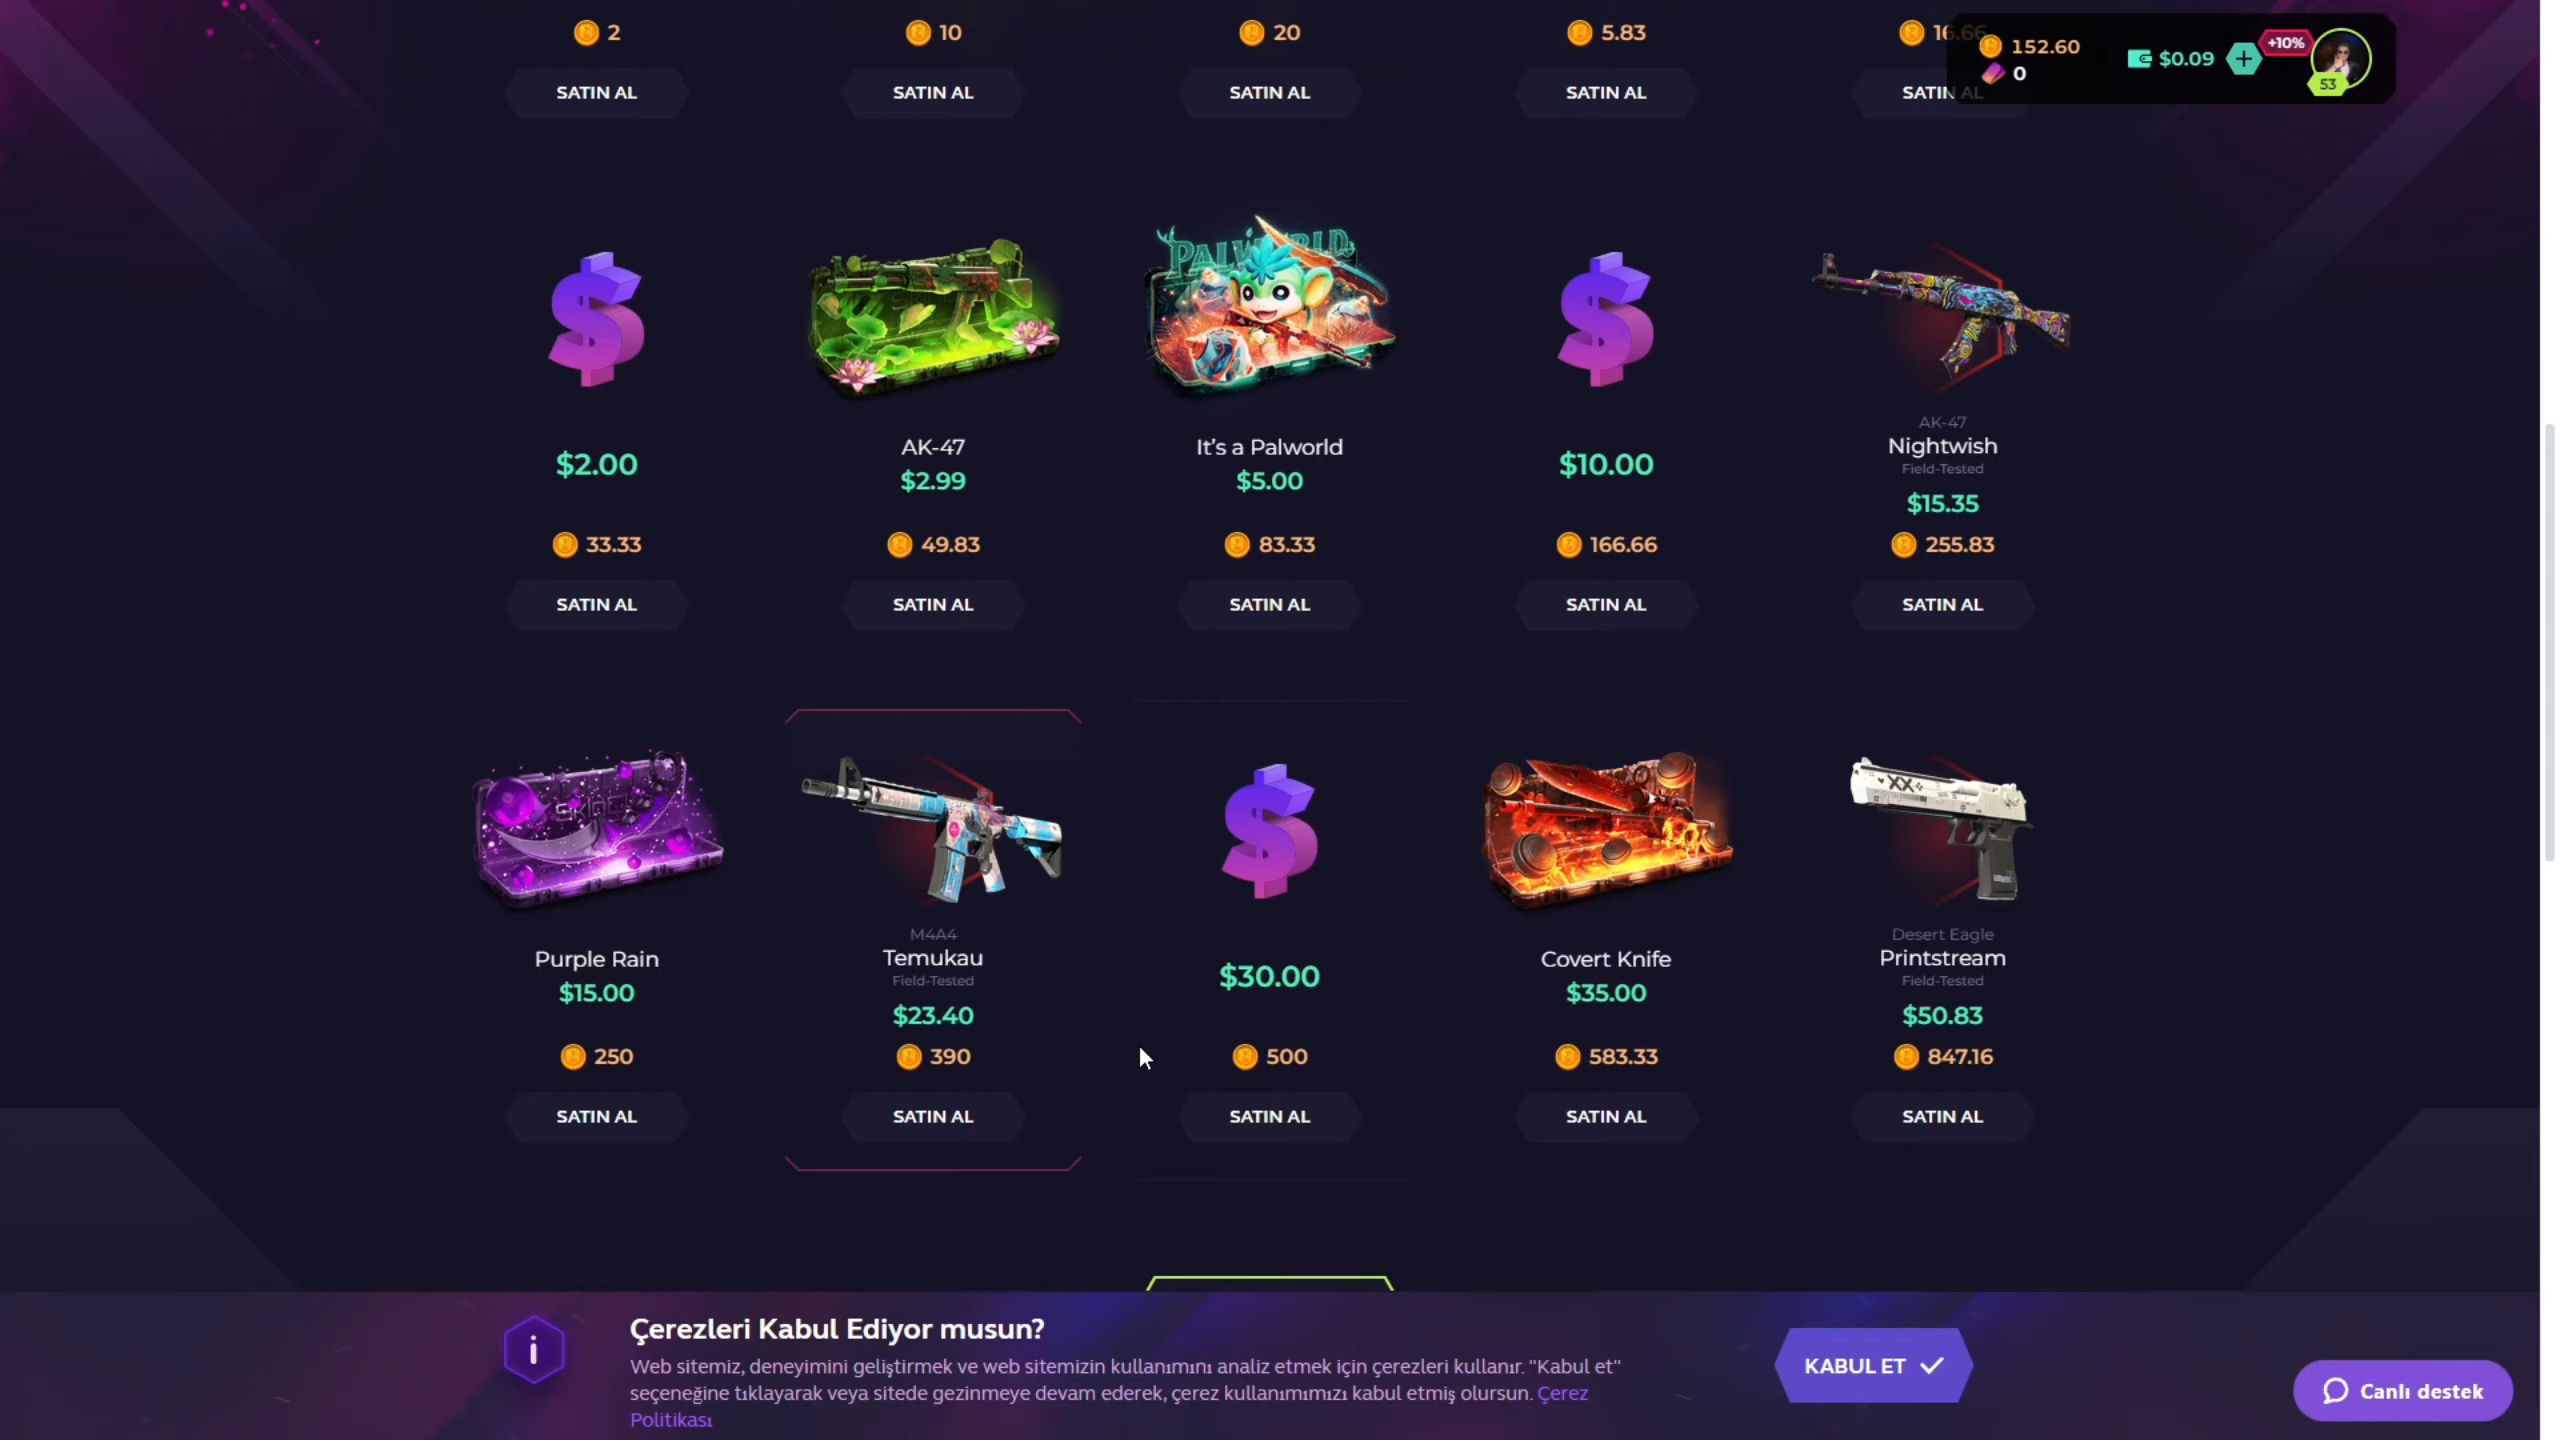 2
10
20
5.83
16.66
152.60
0
$0.09
+10%
53
SATIN AL
SATIN AL
SATIN AL
SATIN AL
SATIN AL
PALWORLD
$2.00
AK-47
$2.99
It's a Palworld
$5.00
$10.00
AK-47
Nightwish
Field-Tested
$15.35
33.33
49.83
83.33
166.66
255.83
SATIN AL
SATIN AL
SATIN AL
SATIN AL
SATIN AL
Purple Rain
$15.00
M4A4
Temukau
Field-Tested
$23.40
$30.00
Covert Knife
$35.00
Desert Eagle
Printstream
Field-Tested
$50.83
250
390
500
583.33
847.16
SATIN AL
SATIN AL
SATIN AL
SATIN AL
SATIN AL
Çerezleri Kabul Ediyor musun?
Web sitemiz, deneyimini geliştirmek ve web sitemizin kullanımını analiz etmek için çerezleri kullanır. "Kabul et"
seçeneğine tıklayarak veya sitede gezinmeye devam ederek, çerez kullanımımızı kabul etmiş olursun. Çerez
Politikası
KABUL ET
Canlı destek